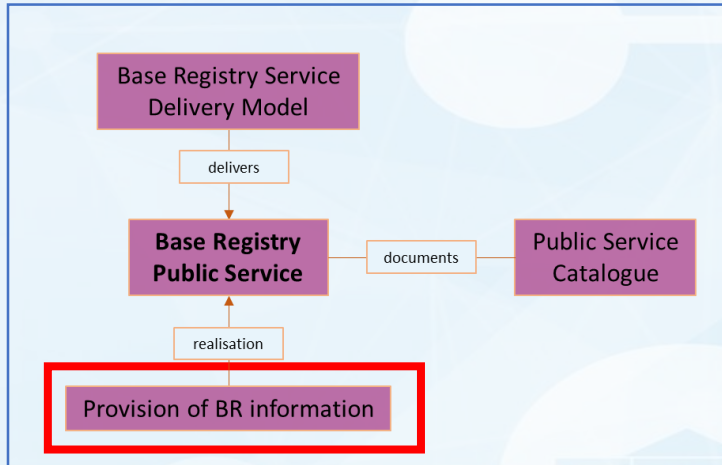 Base Registry Service
Delivery Model
delivers
Base Registry
Public Service
documents
Public Service
Catalogue
realisation
Provision of BR information